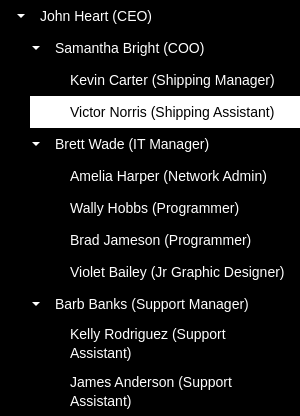 John Heart (CEO)
Samantha Bright (COO)
Kevin Carter (Shipping Manager)
Victor Norris (Shipping Assistant)
Brett Wade (IT Manager)
Amelia Harper (Network Admin)
Wally Hobbs (Programmer)
Brad Jameson (Programmer)
Violet Bailey (Jr Graphic Designer)
Barb Banks (Support Manager)
Kelly Rodriguez (Support
Assistant)
James Anderson (Support
Assistant)